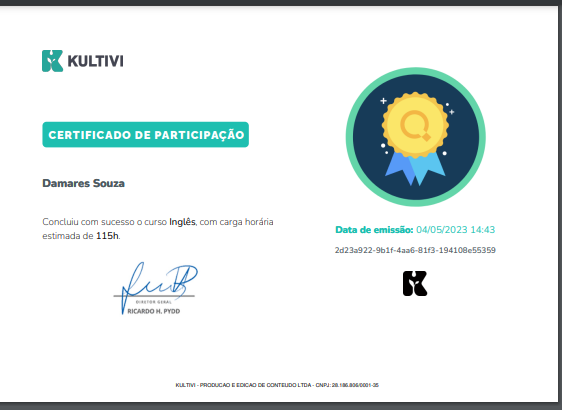 KULTIVI
CERTIFICADO DE PARTICIPAÇÃO
Damares Souza
Concluiu com sucesso o curso Inglês, com carga horária
estimada de 115h.
DIRETOR GERAL
RICARDO H. PYDD
Data de emissão: 04/05/2023 14:43
2d23a922-9b1f-4aa6-81f3-194108e55359
KULTIVI - PRODUCAO E EDICAO DE CONTEUDO LTDA - CNPJ: 28.186.806/0001-35